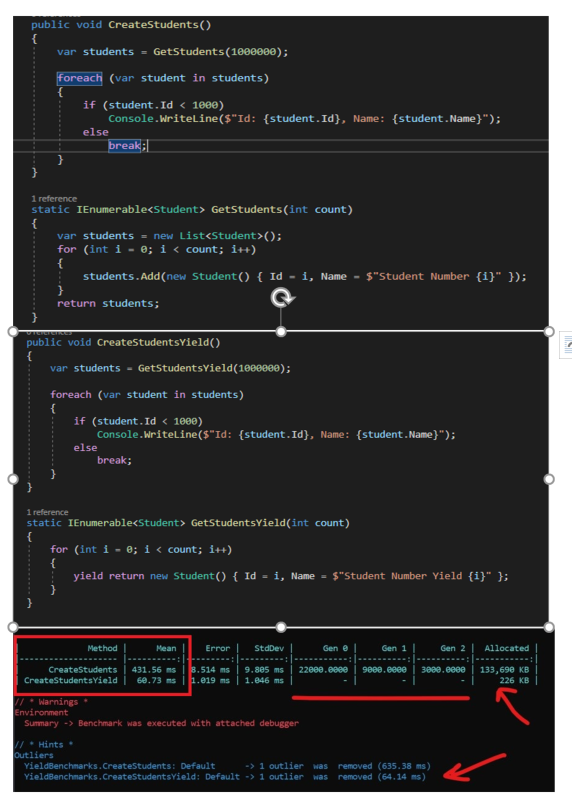 public void CreateStudents()
{
var students = GetStudents(1000000);
foreach (var student in students)
{
if (student.Id < 1000)
Console.WriteLine($"Id: {student.Id}, Name: {student.Name}");
else
break;
}
}
1 reference
static IEnumerable<Student> GetStudents(int count)
{
var students = new List<Student>();
for (int i = 0; i < count; i++)
{
students.Add(new Student() { Id = i, Name = $"Student Number {i}" });
}
return students;
}
0 references
public void CreateStudentsYield()
{
var students = GetStudentsYield(1000000);
foreach (var student in students)
{
if (student.Id < 1000)
Console.WriteLine($"Id: {student.Id}, Name: {student.Name}");
else
break;
}
}
1 reference
static IEnumerable<Student> GetStudentsYield(int count)
{
for (int i = 0; i < count; i++)
{
yield return new Student() { Id = i, Name = $"Student Number Yield {i}" };
}
}
| Method | Mean | Error | StdDev | Gen 0 | Gen 1 | Gen 2 | Allocated |
|-------------------- |----------:|---------:|---------:|-----------:|----------:|----------:|-----------:|
| CreateStudents | 431.56 ms | 8.514 ms | 9.805 ms | 22000.0000 | 9000.0000 | 3000.0000 | 133,690 KB |
| CreateStudentsYield | 60.73 ms | 1.019 ms | 1.046 ms | - | - | - | 226 KB |
// * Warnings *
Environment
Summary -> Benchmark was executed with attached debugger
// * Hints *
Outliers
YieldBenchmarks.CreateStudents: Default -> 1 outlier was removed (635.38 ms)
YieldBenchmarks.CreateStudentsYield: Default -> 1 outlier was removed (64.14 ms)